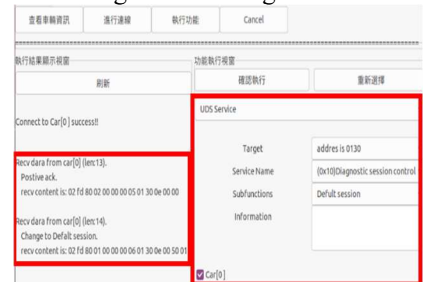 查看車輛資訊 進行連線 執行功能 Cancel
執行結果顯示視窗
刷新
Connect to Car[0] success!!
Recv dara from car[0] (len:13).
Postive ack.
recv content is: 02 fd 80 02 00 00 00 05 01 30 0e 00 00
Recv dara from car[0] (len:14).
Change to Defalt session.
recv content is: 02 fd 80 01 00 00 00 06 01 30 0e 00 50 01
功能執行視窗
確認執行 重新選擇
UDS Service
Target addres is 0130
Service Name (0x10)Diagnostic session control
Subfunctions Defult session
Information
Car[0]